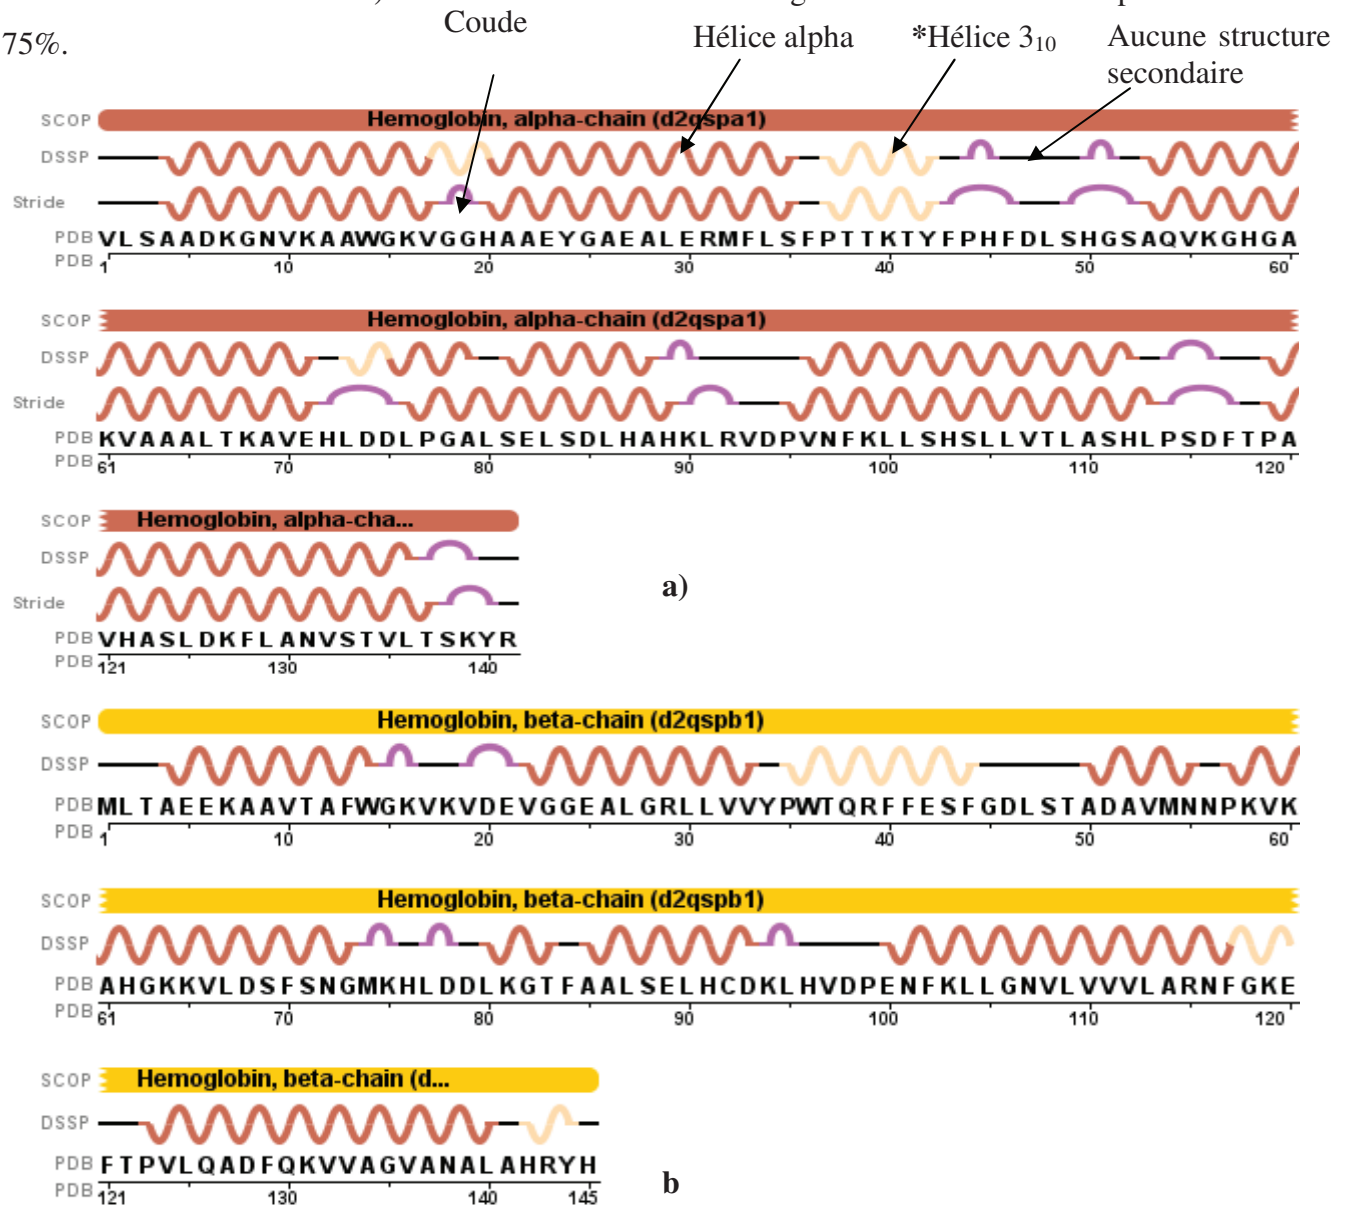 Coude
75%.
Hélice alpha
*Hélice 3₁₀
Aucune structure
secondaire
SCOP Hemoglobin, alpha-chain (d2qspa1)
DSSP
Stride
PDB VLSAADKGNVKAAWGKVGGHAAEYGAEALERMFLSFPTTKTYFPHFDLSHGSAQVKGHGA
PDB 1 10 20 30 40 50 60
SCOP Hemoglobin, alpha-chain (d2qspa1)
DSSP
Stride
PDB KVAAALTKAVEHLDDLPGALSELSDLHAHKLRVDPVNFKLLSHSLLVTLASHLPSDFTPA
PDB 61 70 80 90 100 110 120
SCOP Hemoglobin, alpha-cha...
DSSP
Stride
PDB VHASLDKFLANVSTVLTSKYR
PDB 121 130 140
a)
SCOP Hemoglobin, beta-chain (d2qspb1)
DSSP
PDB MLTAEEKAAVTAFWGKVKVDEVGGEALGRLLVVYPWTQRFFESFGDLSTADAVMNNPKVK
PDB 1 10 20 30 40 50 60
SCOP Hemoglobin, beta-chain (d2qspb1)
DSSP
PDB AHGKKVLDSFSNGMKHLDDLKGTFAALSELHCDKLHVDPENFKLLGNVLVVVLARNFGKE
PDB 61 70 80 90 100 110 120
SCOP Hemoglobin, beta-chain (d...
DSSP
PDB FTPVLQADFQKVVAGVANALAHRYH
PDB 121 130 140 145
b